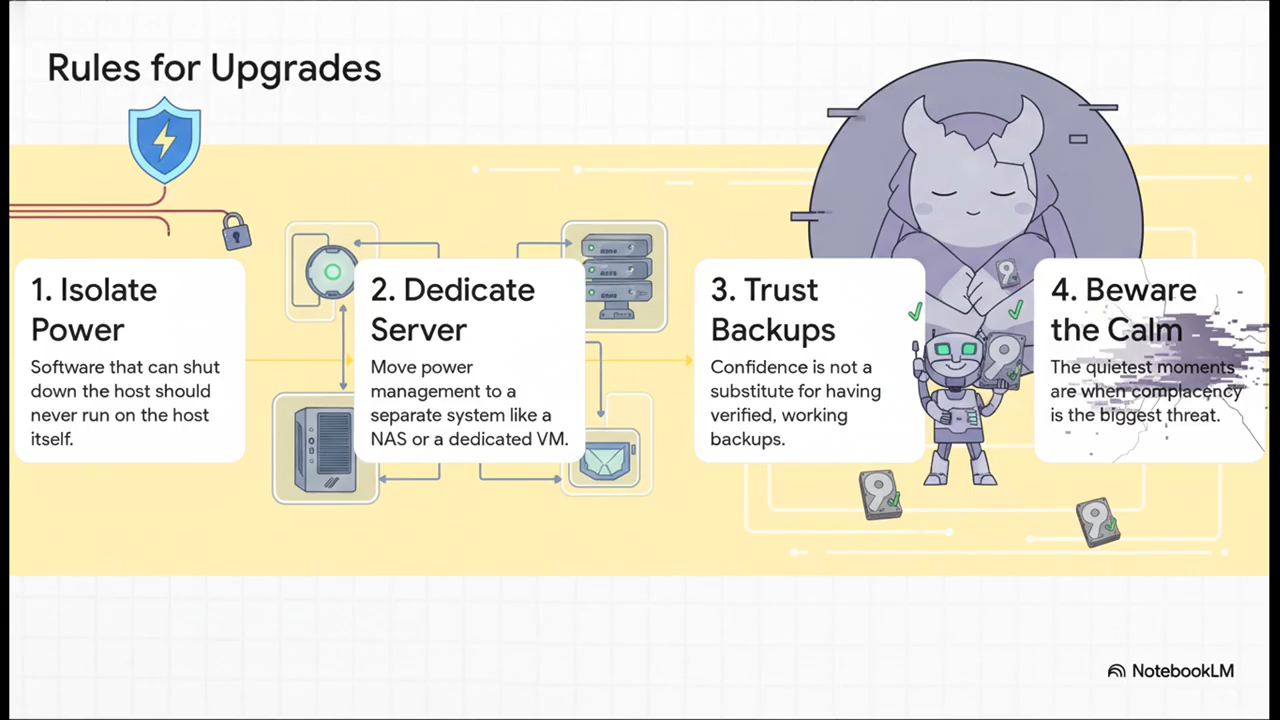 Rules for Upgrades
1. Isolate
Power
Software that can shut
down the host should
never run on the host
itself.
2. Dedicate
Server
Move power
management to a
separate system like a
NAS or a dedicated VM.
3. Trust
Backups
Confidence is not a
substitute for having
verified, working
backups.
4. Beware
the Calm
The quietest moments
are when complacency
is the biggest threat.
NotebookLM